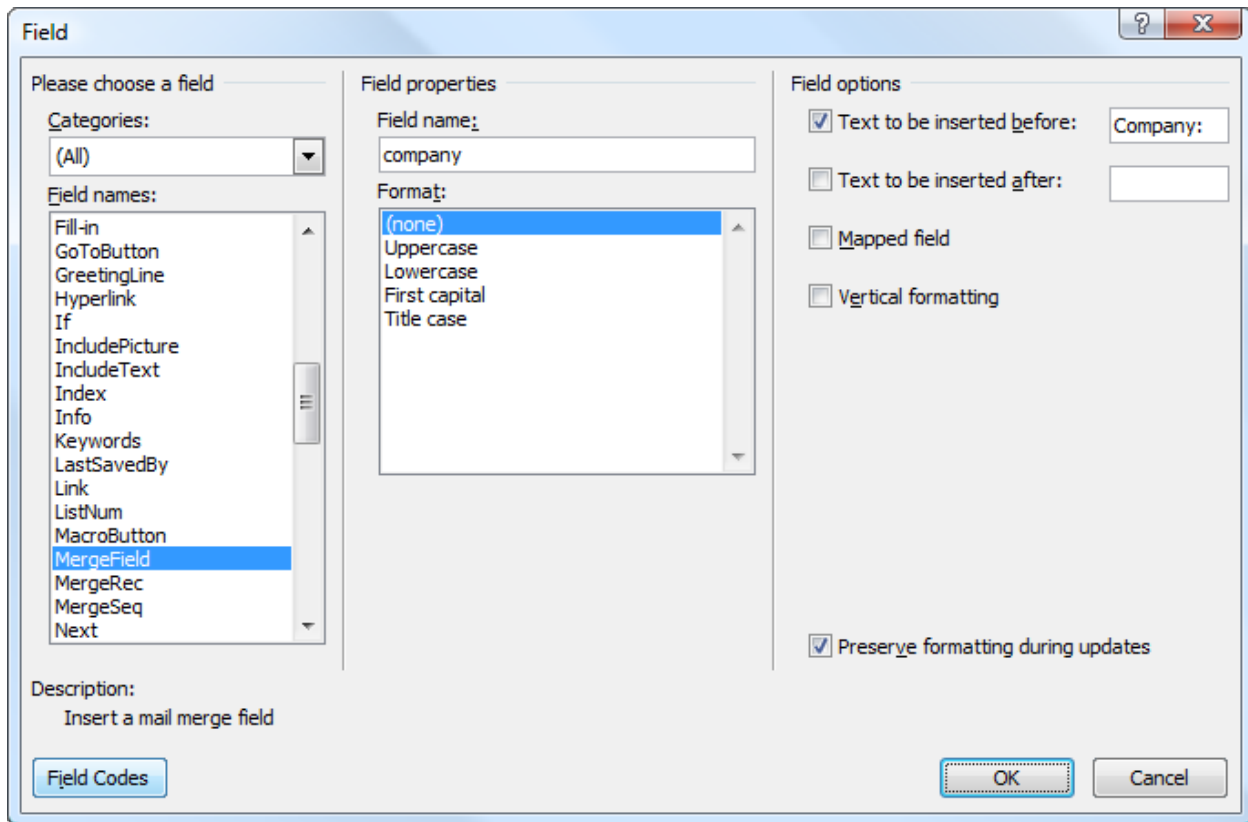 Field
Please choose a field
Categories:
(All)
Field names:
Fill-in
GoToButton
GreetingLine
Hyperlink
If
IncludePicture
IncludeText
Index
Info
Keywords
LastSavedBy
Link
ListNum
MacroButton
MergeField
MergeRec
MergeSeq
Next
Field properties
Field name:
company
Format:
(none)
Uppercase
Lowercase
First capital
Title case
Field options
Text to be inserted before: Company:
Text to be inserted after:
Mapped field
Vertical formatting
Preserve formatting during updates
Description:
Insert a mail merge field
Field Codes
OK
Cancel